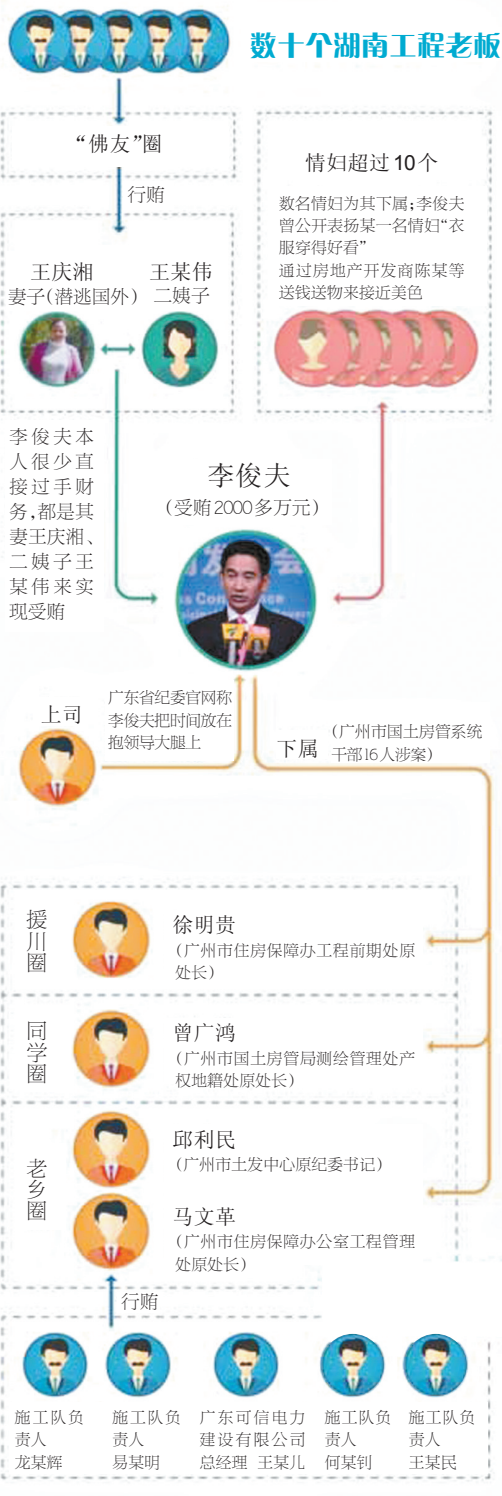 数十个湖南工程老板
“佛友”圈
行贿
王庆湘
妻子(潜逃国外)
王某伟
二姨子
情妇超过10个
数名情妇为其下属;李俊夫
曾公开表扬某一名情妇“衣
服穿得好看”
通过房地产开发商陈某等
送钱送物来接近美色
李俊夫本
人很少直
接过手财
务,都是其
妻王庆湘、
二姨子王
某伟来实
现受贿
李俊夫
(受贿2000多万元)
上司
广东省纪委官网称
李俊夫把时间放在
抱领导大腿上
下属
(广州市国土房管系统
干部16人涉案)
援川圈
徐明贵
(广州市住房保障办工程前期处原
处长)
同学圈
曾广鸿
(广州市国土房管局测绘管理处产
权地籍处原处长)
老乡圈
邱利民
(广州市土发中心原纪委书记)
马文革
(广州市住房保障办公室工程管理
处原处长)
行贿
施工队负
责人
龙某辉
施工队负
责人
易某明
广东可信电力
建设有限公司
总经理 王某儿
施工队负
责人
何某钊
施工队负
责人
王某民